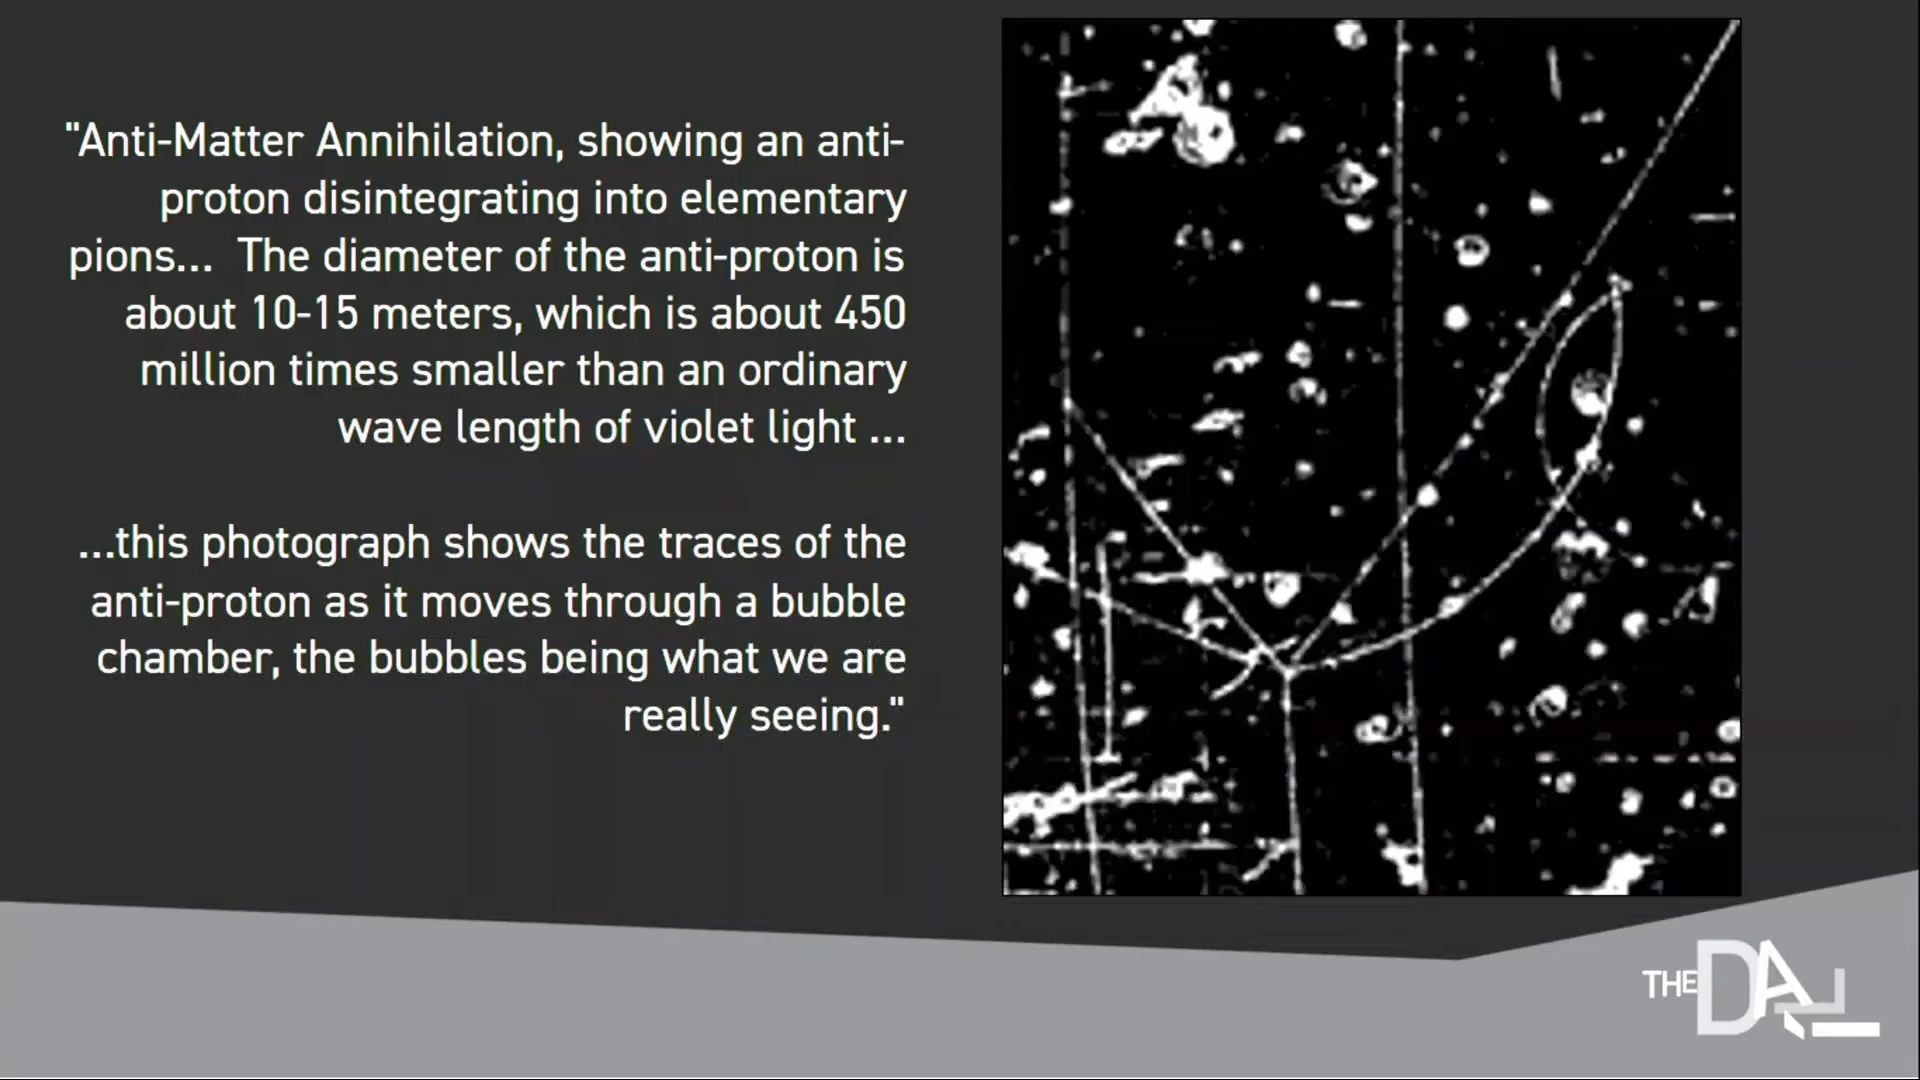 "Anti-Matter Annihilation, showing an anti-
proton disintegrating into elementary
pions... The diameter of the anti-proton is
about 10-15 meters, which is about 450
million times smaller than an ordinary
wave length of violet light ...
...this photograph shows the traces of the
anti-proton as it moves through a bubble
chamber, the bubbles being what we are
really seeing."
THE DALI